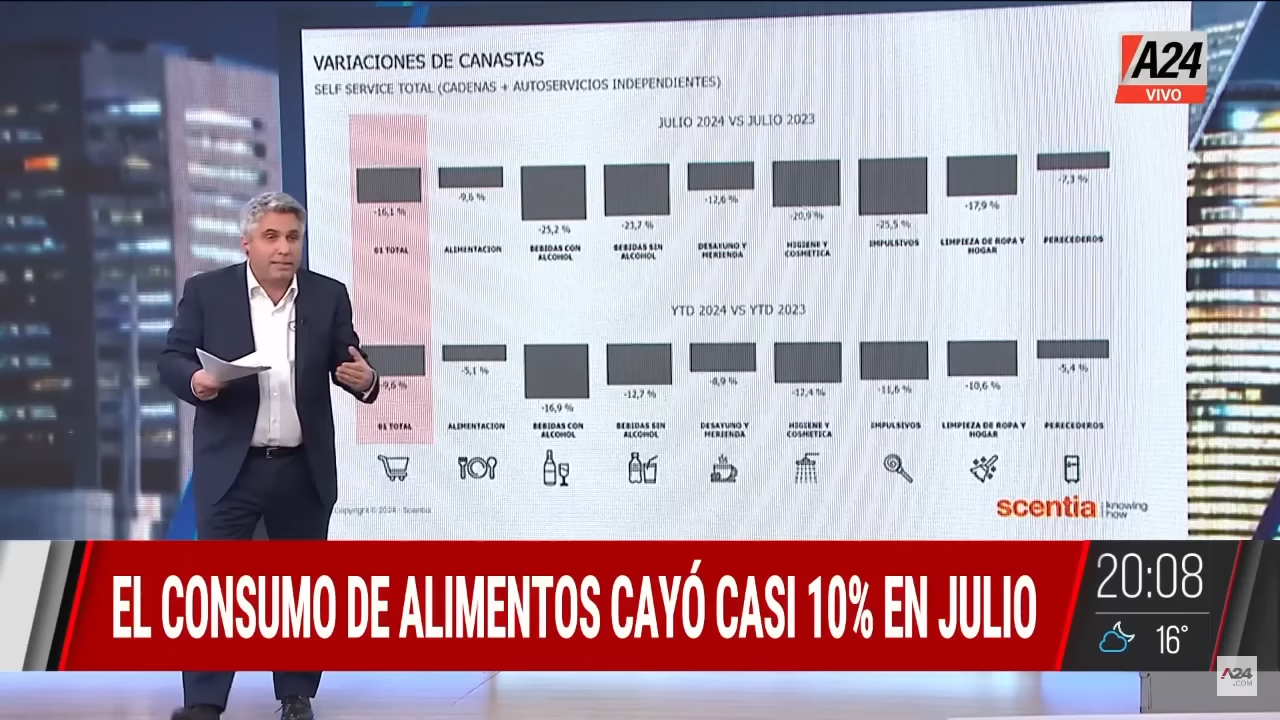 VARIACIONES DE CANASTAS
SELF SERVICE TOTAL (CADENAS + AUTOSERVICIOS INDEPENDIENTES)
A24
VIVO
JULIO 2024 VS JULIO 2023
-16,1 %
-9,6 %
-25,2 %
-23,7 %
-12,6 %
-20,9 %
-25,5 %
-17,9 %
-7,3 %
01 TOTAL
ALIMENTACION
BEBIDAS CON
ALCOHOL
BEBIDAS SIN
ALCOHOL
DESAYUNO Y
MERIENDA
HIGIENE Y
COSMETICA
IMPULSIVOS
LIMPIEZA DE ROPA Y
HOGAR
PERECEDEROS
YTD 2024 VS YTD 2023
-9,6 %
-5,1 %
-16,9 %
-12,7 %
-8,9 %
-12,4 %
-11,6 %
-10,6 %
-5,4 %
01 TOTAL
ALIMENTACION
BEBIDAS CON
ALCOHOL
BEBIDAS SIN
ALCOHOL
DESAYUNO Y
MERIENDA
HIGIENE Y
COSMETICA
IMPULSIVOS
LIMPIEZA DE ROPA Y
HOGAR
PERECEDEROS
Copyright © 2024 - Scentia
scentia
knowing
how
EL CONSUMO DE ALIMENTOS CAYÓ CASI 10% EN JULIO
20:08
16°
A24
.COM